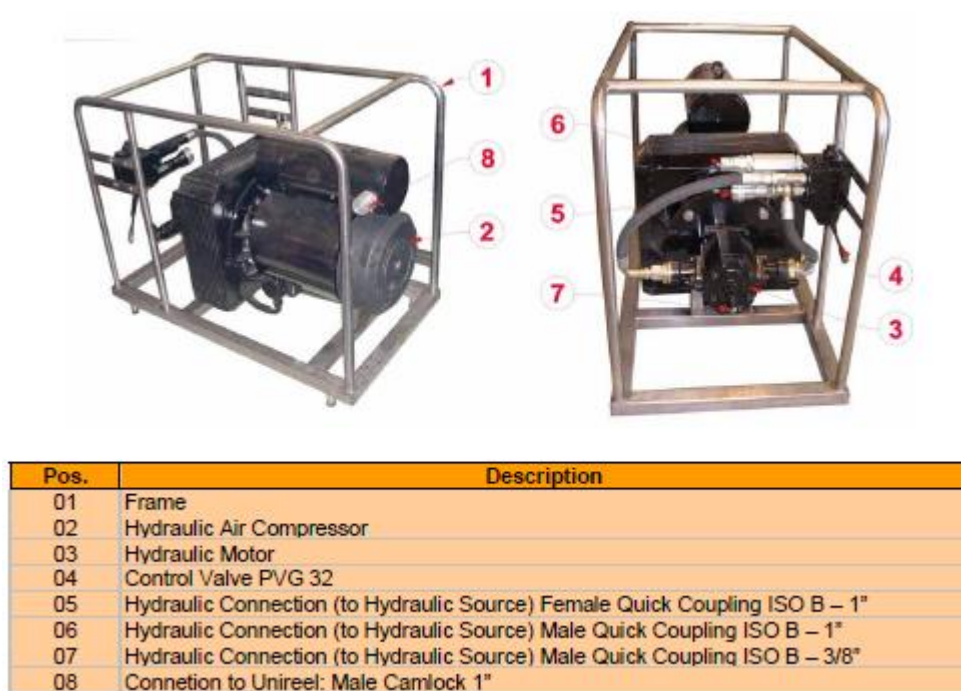 1
8
2
6
5
7
4
3
Pos. Description
01 Frame
02 Hydraulic Air Compressor
03 Hydraulic Motor
04 Control Valve PVG 32
05 Hydraulic Connection (to Hydraulic Source) Female Quick Coupling ISO B – 1"
06 Hydraulic Connection (to Hydraulic Source) Male Quick Coupling ISO B – 1"
07 Hydraulic Connection (to Hydraulic Source) Male Quick Coupling ISO B – 3/8"
08 Connetion to Unireel: Male Camlock 1"